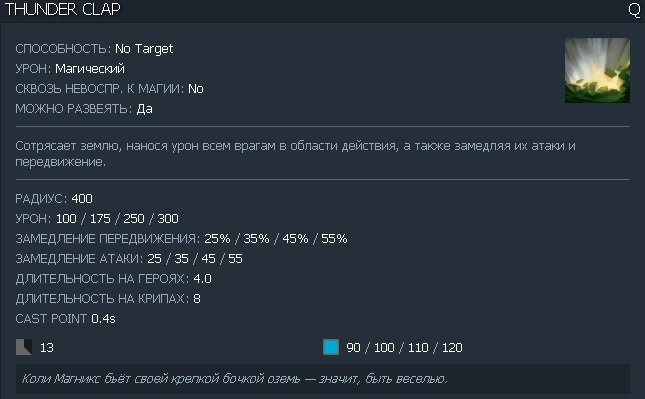 THUNDER CLAP Q
СПОСОБНОСТЬ: No Target
УРОН: Магический
СКВОЗЬ НЕВОСПР. К МАГИИ: No
МОЖНО РАЗВЕЯТЬ: Да
Сотрясает землю, нанося урон всем врагам в области действия, а также замедляя их атаки и
передвижение.
РАДИУС: 400
УРОН: 100 / 175 / 250 / 300
ЗАМЕДЛЕНИЕ ПЕРЕДВИЖЕНИЯ: 25% / 35% / 45% / 55%
ЗАМЕДЛЕНИЕ АТАКИ: 25 / 35 / 45 / 55
ДЛИТЕЛЬНОСТЬ НА ГЕРОЯХ: 4.0
ДЛИТЕЛЬНОСТЬ НА КРИПАХ: 8
CAST POINT 0.4s
13 90 / 100 / 110 / 120
Коли Магникс бьёт своей крепкой бочкой оземь — значит, быть веселью.